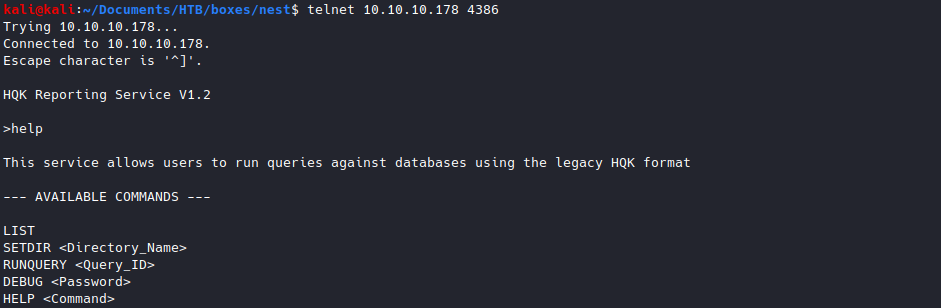 kali@kali:~/Documents/HTB/boxes/nest$ telnet 10.10.10.178 4386
Trying 10.10.10.178...
Connected to 10.10.10.178.
Escape character is '^]'.
HQK Reporting Service V1.2
>help
This service allows users to run queries against databases using the legacy HQK format
--- AVAILABLE COMMANDS ---
LIST
SETDIR <Directory_Name>
RUNQUERY <Query_ID>
DEBUG <Password>
HELP <Command>